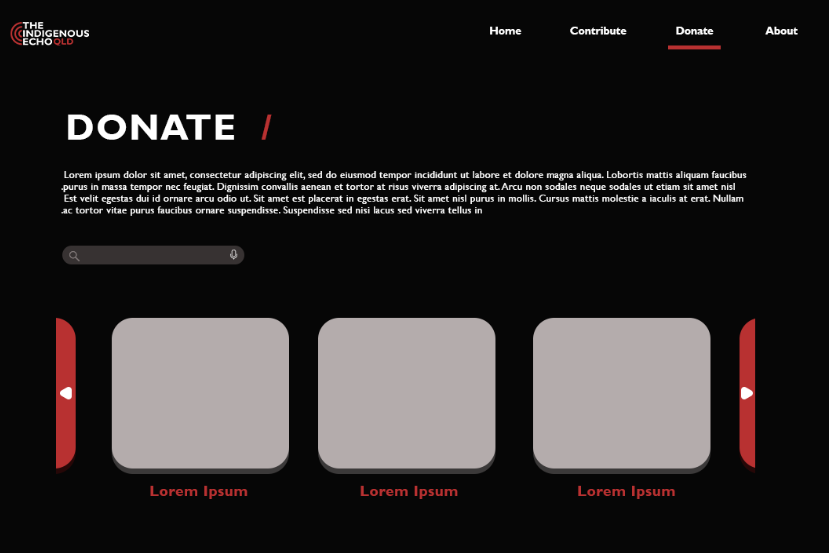 THE
INDIGENOUS
ECHOQLD
Home Contribute Donate About
DONATE /
Lorem ipsum dolor sit amet, consectetur adipiscing elit, sed do eiusmod tempor incididunt ut labore et dolore magna aliqua. Lobortis mattis aliquam faucibus
.purus in massa tempor nec feugiat. Dignissim convallis aenean et tortor at risus viverra adipiscing at. Arcu non sodales neque sodales ut etiam sit amet nisl
Est velit egestas dui id ornare arcu odio ut. Sit amet est placerat in egestas erat. Sit amet nisl purus in mollis. Cursus mattis molestie a iaculis at erat. Nullam
.ac tortor vitae purus faucibus ornare suspendisse. Suspendisse sed nisi lacus sed viverra tellus in
Lorem Ipsum Lorem Ipsum Lorem Ipsum